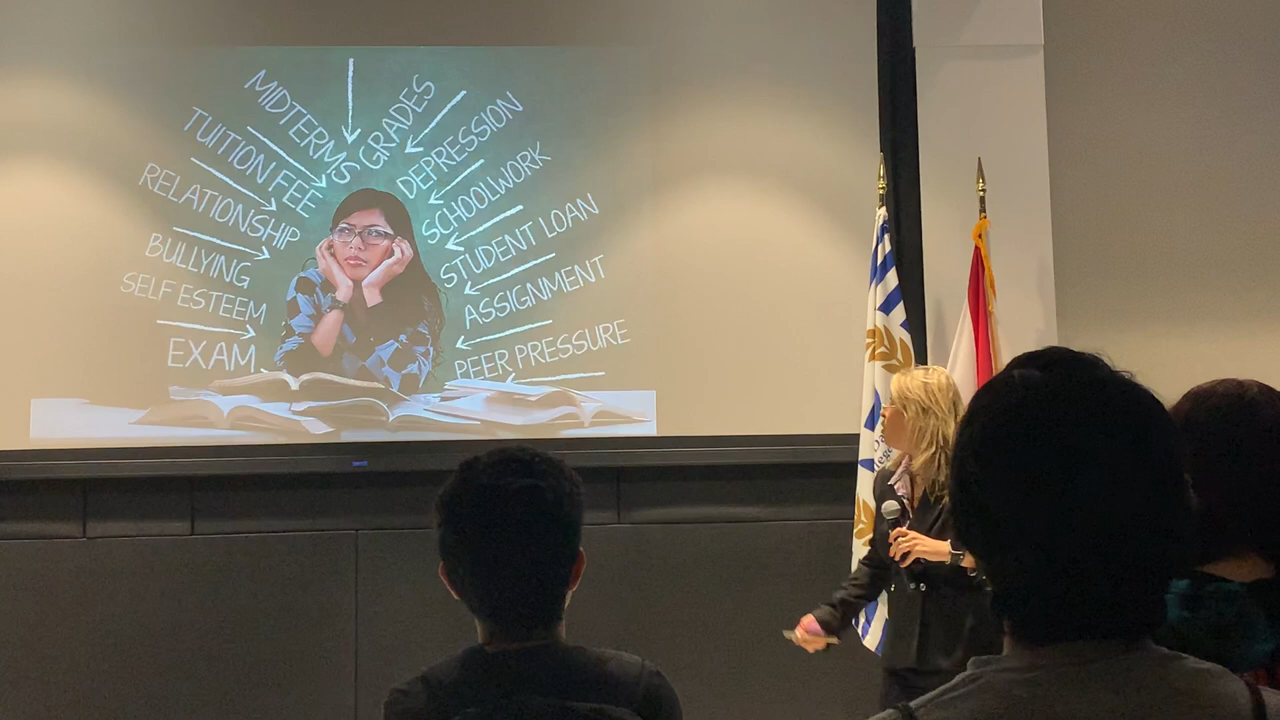 MIDTERMS
GRADES
TUITION FEE
DEPRESSION
RELATIONSHIP
SCHOOLWORK
BULLYING
STUDENT LOAN
SELF ESTEEM
ASSIGNMENT
EXAM
PEER PRESSURE